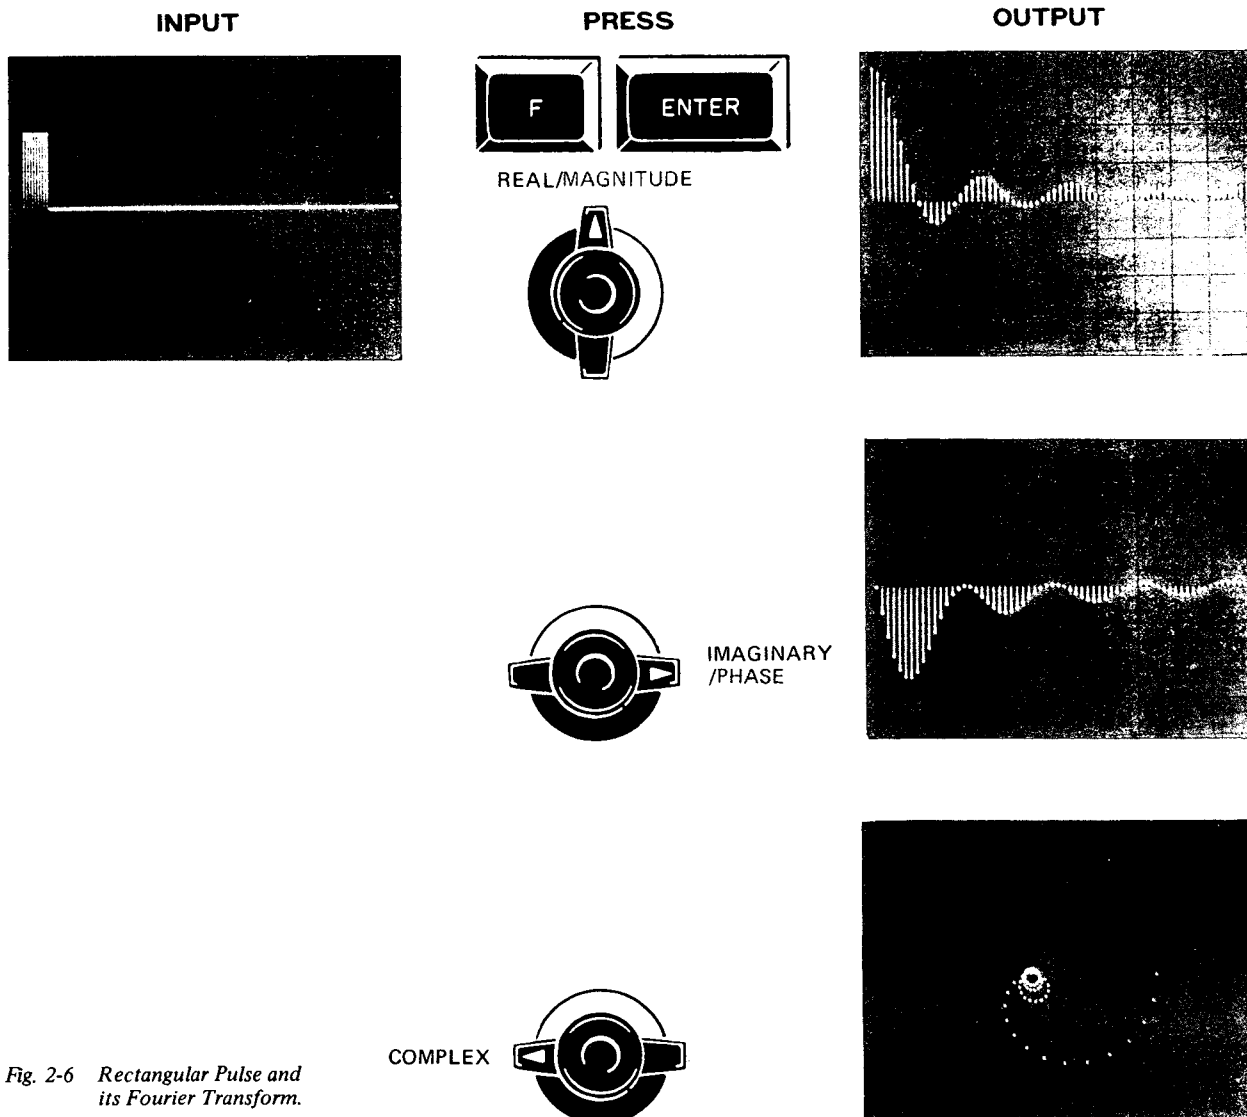 INPUT
PRESS
OUTPUT
F
ENTER
REAL/MAGNITUDE
IMAGINARY
/PHASE
COMPLEX
Fig. 2-6 Rectangular Pulse and
its Fourier Transform.